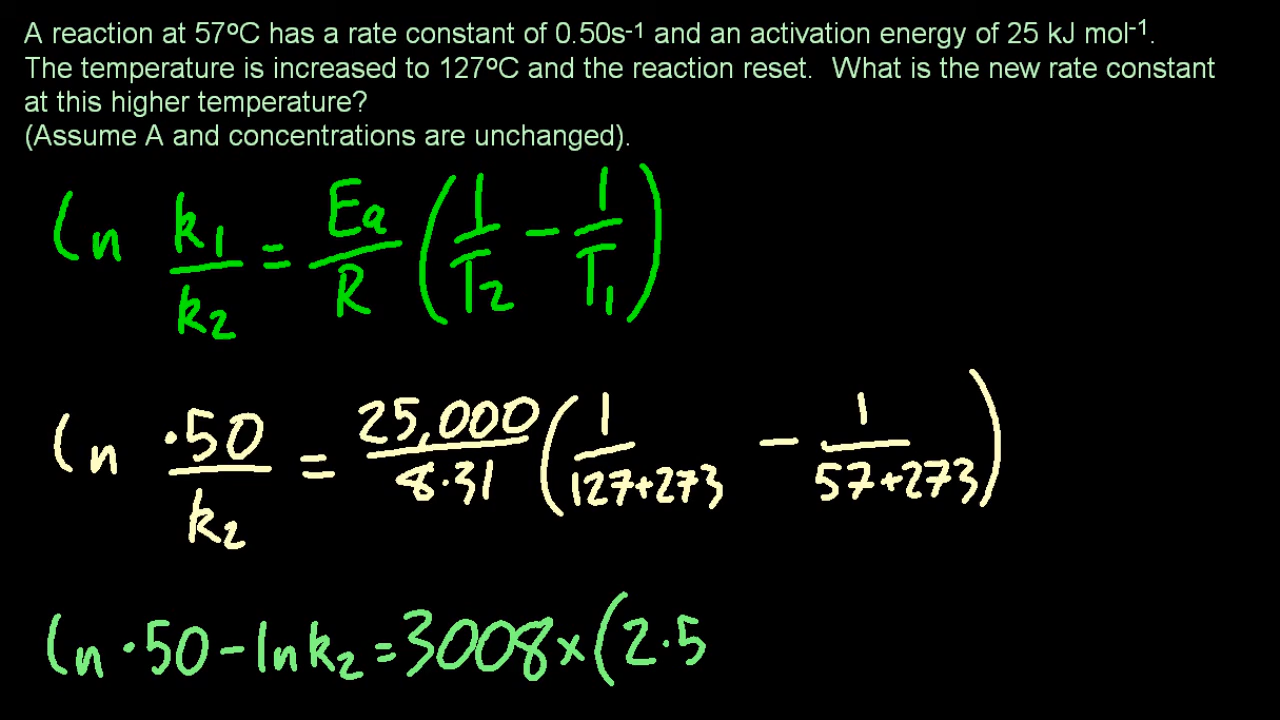 A reaction at 57ºC has a rate constant of 0.50s-1 and an activation energy of 25 kJ mol-1.
The temperature is increased to 127ºC and the reaction reset.  What is the new rate constant
at this higher temperature?
(Assume A and concentrations are unchanged).
ln k1/k2 = Ea/R (1/T2 - 1/T1)
ln .50/k2 = 25,000/8.31 (1/127+273 - 1/57+273)
ln .50 - ln k2 = 3008 x (2.5